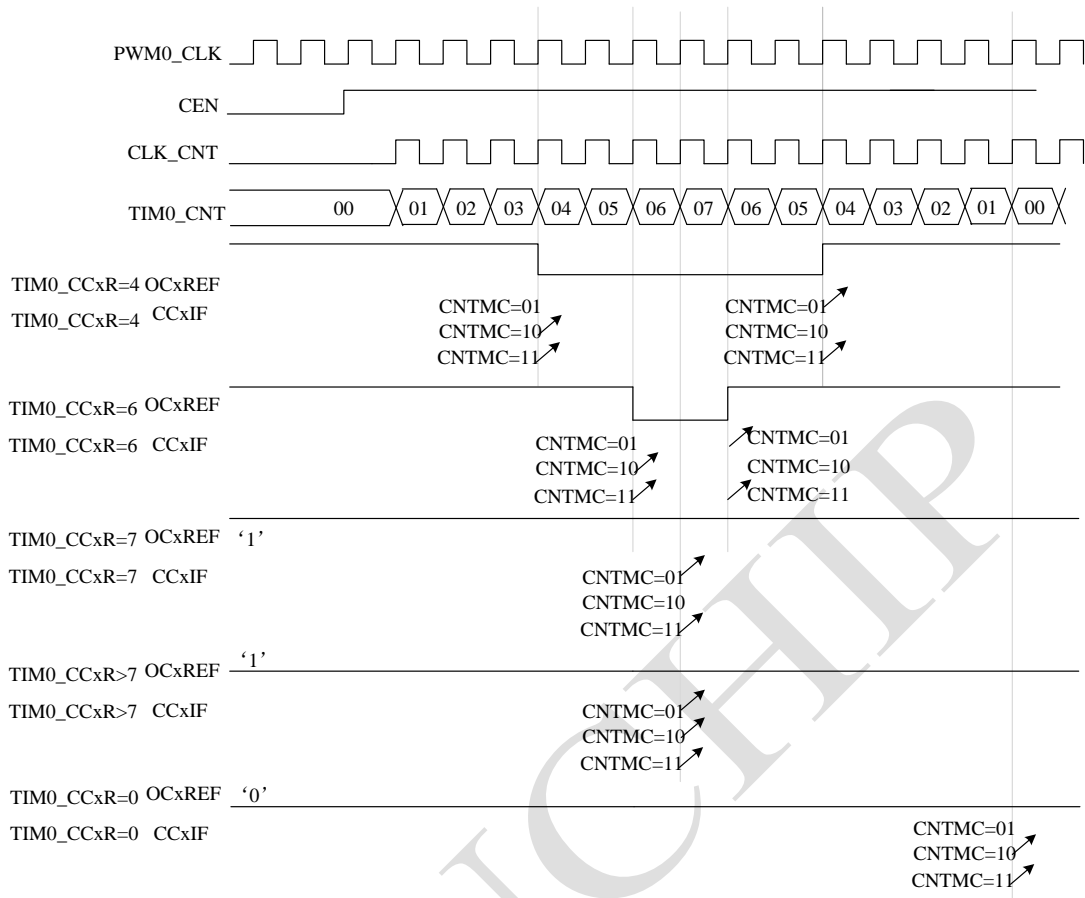 PWM0_CLK
CEN
CLK_CNT
TIM0_CNT 00 01 02 03 04 05 06 07 06 05 04 03 02 01 00
TIM0_CCxR=4 OCxREF
TIM0_CCxR=4 CCxIF
CNTMC=01 CNTMC=01
CNTMC=10 CNTMC=10
CNTMC=11 CNTMC=11
TIM0_CCxR=6 OCxREF
TIM0_CCxR=6 CCxIF
CNTMC=01 CNTMC=01
CNTMC=10 CNTMC=10
CNTMC=11 CNTMC=11
TIM0_CCxR=7 OCxREF ‘1’
TIM0_CCxR=7 CCxIF
CNTMC=01
CNTMC=10
CNTMC=11
TIM0_CCxR>7 OCxREF ‘1’
TIM0_CCxR>7 CCxIF
CNTMC=01
CNTMC=10
CNTMC=11
TIM0_CCxR=0 OCxREF ‘0’
TIM0_CCxR=0 CCxIF
CNTMC=01
CNTMC=10
CNTMC=11